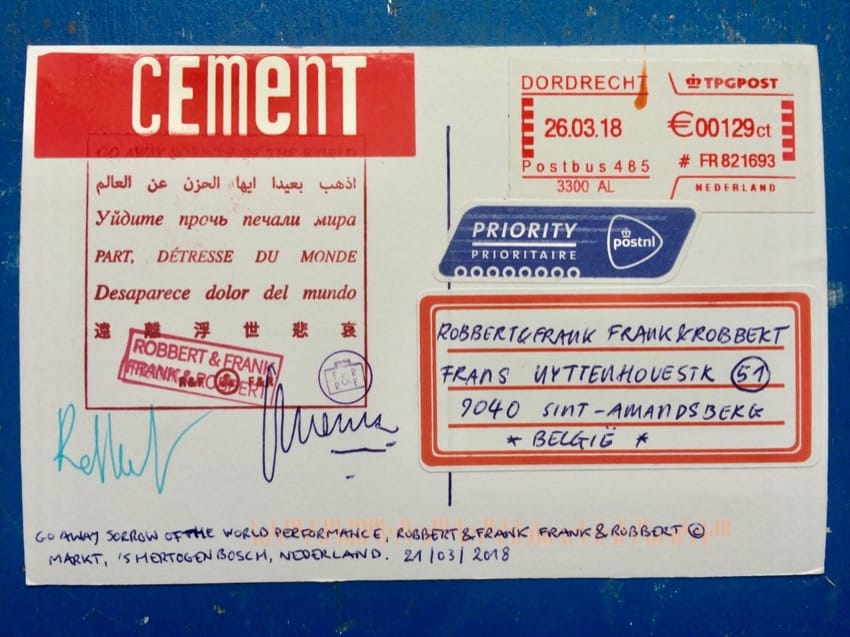 CEMENT
GO AWAY SORROW OF THE WORLD
اذهب بعيدا ايها الحزن عن العالم
Уйдите прочь печали мира
PART, DÉTRESSE DU MONDE
Desaparece dolor del mundo
遠離浮世悲哀
ROBBERT & FRANK
FRANK & ROBBERT
R&F F&R
F&R
R&F
DORDRECHT
TPGPOST
26.03.18
€00129ct
Postbus 485
# FR 821693
3300 AL
NEDERLAND
PRIORITY
PRIORITAIRE
postnl
ROBBERT&FRANK FRANK&ROBBERT
FRANS UYTTENHOVESTR 51
9040 SINT-AMANDSBERG
* BELGIË *
GO AWAY SORROW OF THE WORLD PERFORMANCE, ROBBERT&FRANK FRANK&ROBBERT ©
MARKT, 'S HERTOGENBOSCH, NEDERLAND. 21/03/2018